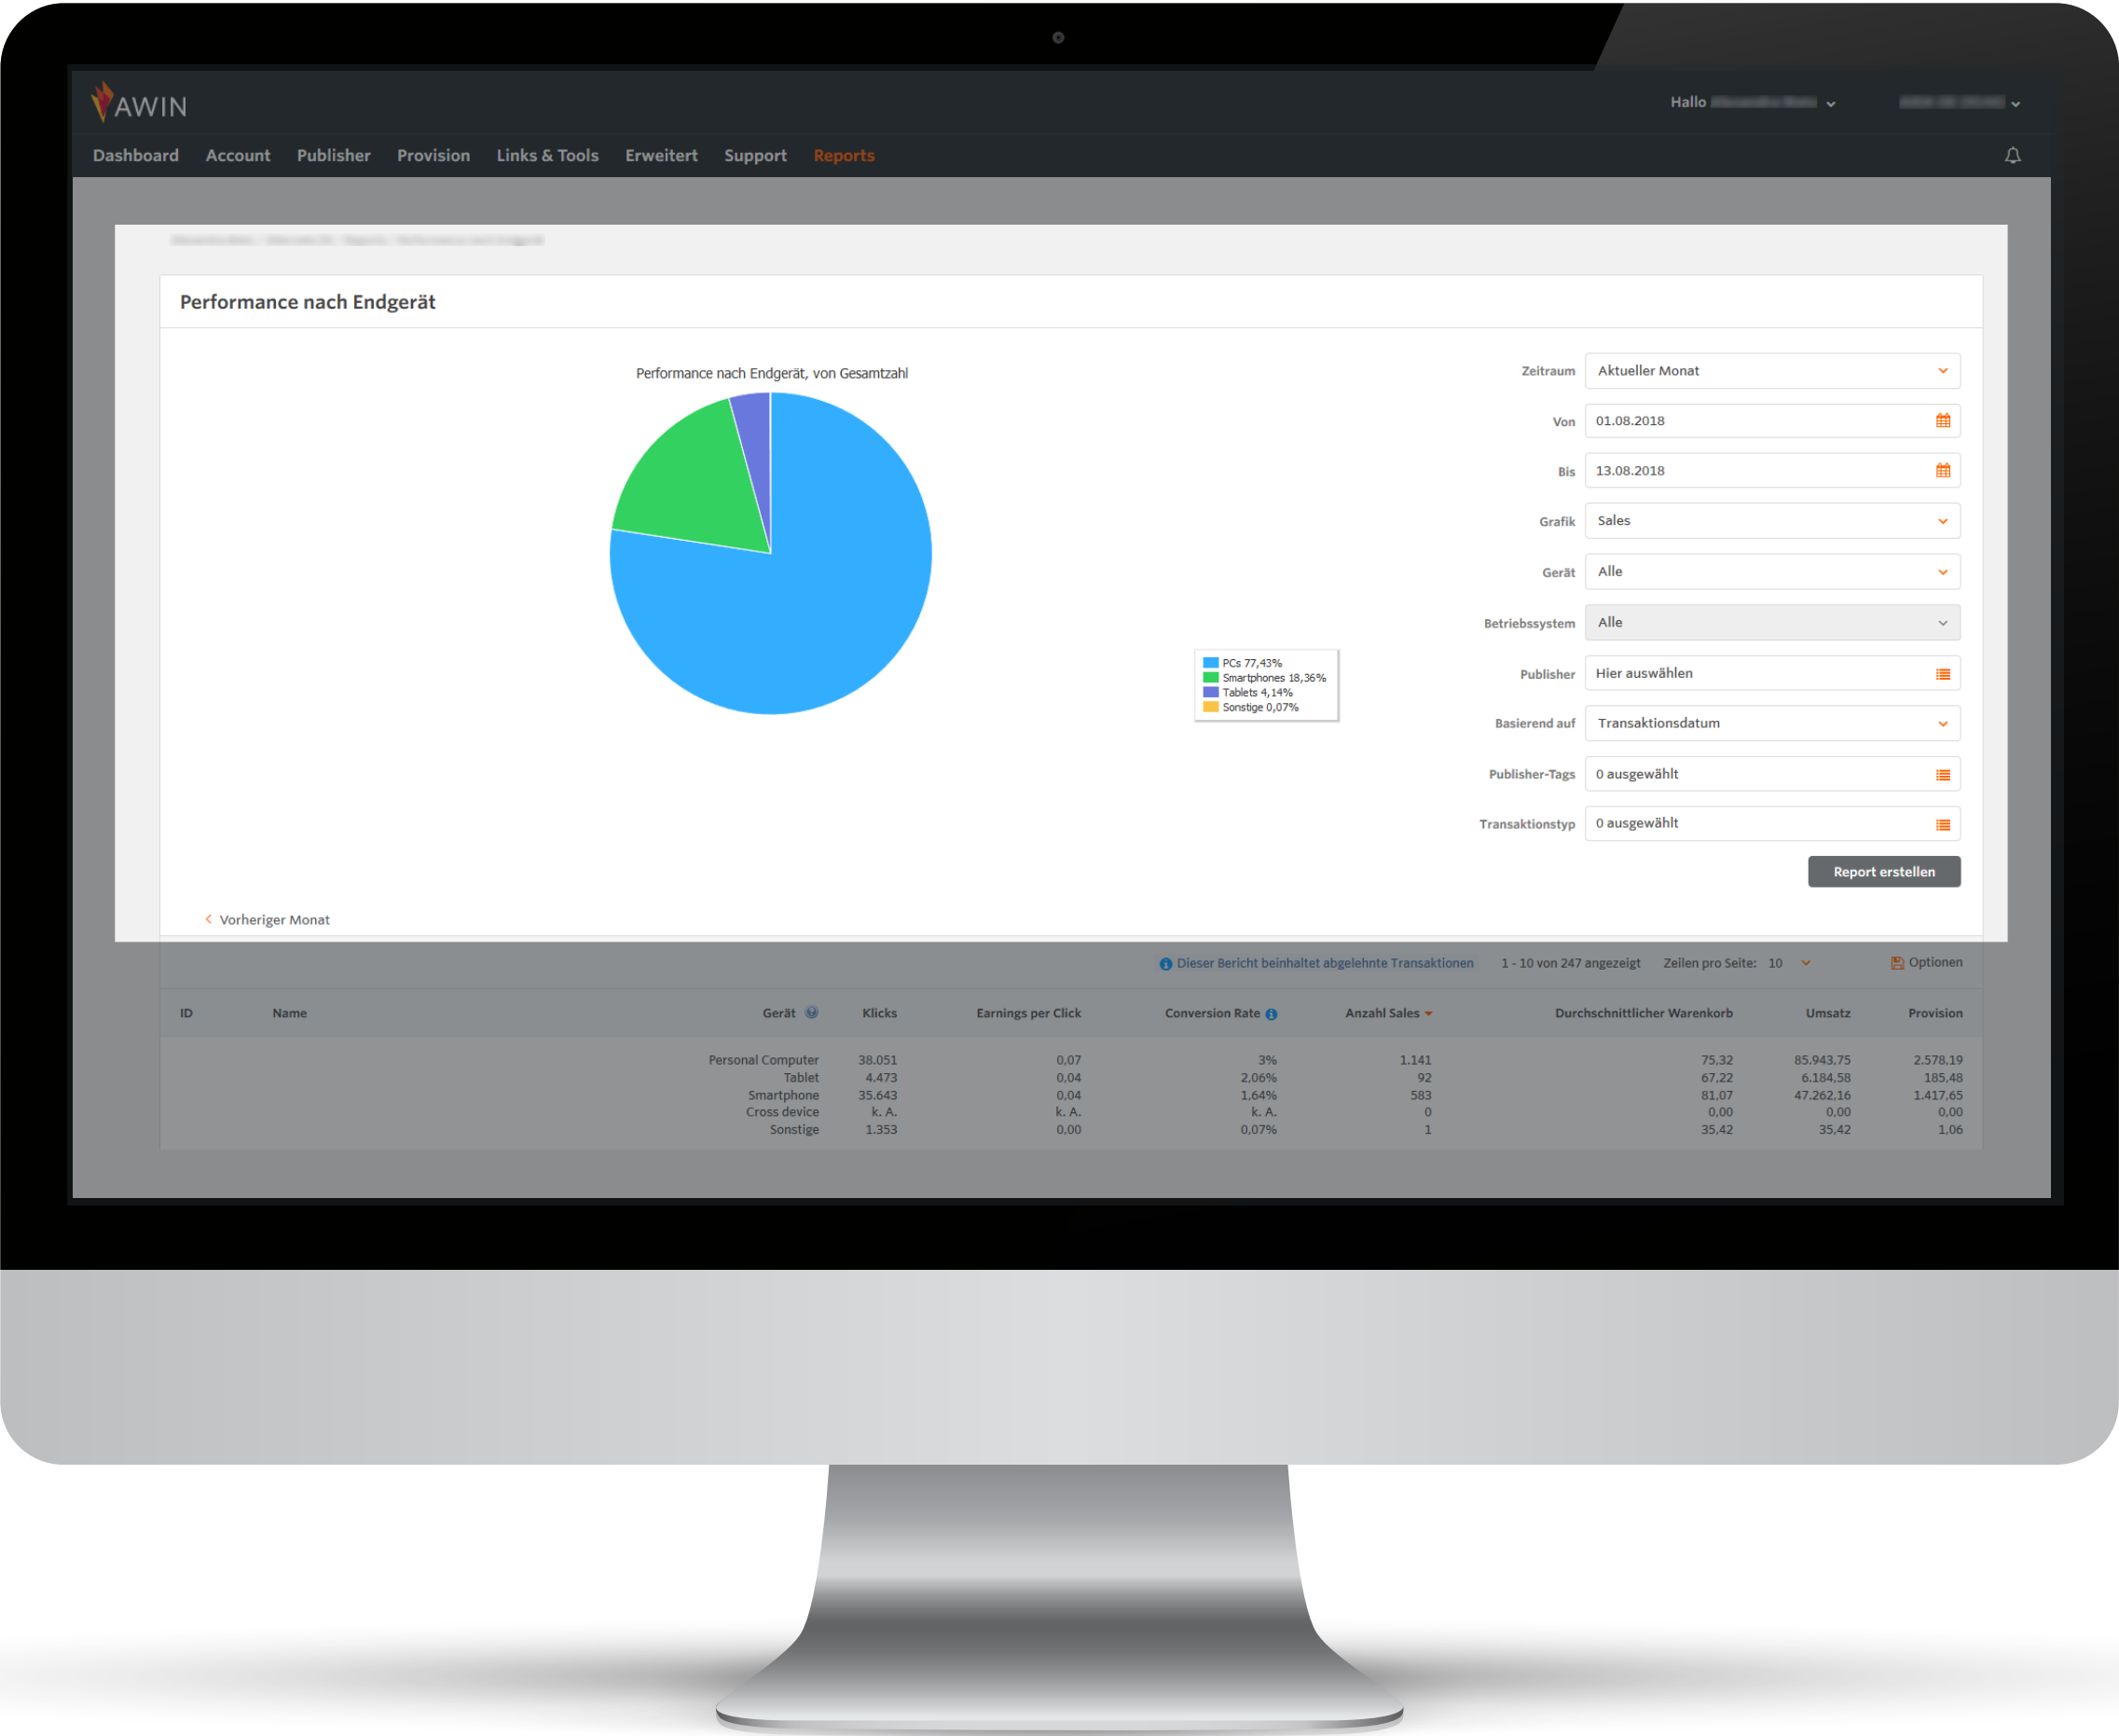 AWIN
Hallo
Dashboard Account Publisher Provision Links & Tools Erweitert Support Reports
Performance nach Endgerät
Performance nach Endgerät, von Gesamtzahl
PCs 77,43%
Smartphones 18,36%
Tablets 4,14%
Sonstige 0,07%
Zeitraum Aktueller Monat
Von 01.08.2018
Bis 13.08.2018
Grafik Sales
Gerät Alle
Betriebssystem Alle
Publisher Hier auswählen
Basierend auf Transaktionsdatum
Publisher-Tags 0 ausgewählt
Transaktionstyp 0 ausgewählt
Report erstellen
Vorheriger Monat
Dieser Bericht beinhaltet abgelehnte Transaktionen 1 - 10 von 247 angezeigt Zeilen pro Seite: 10 Optionen
ID Name Gerät Klicks Earnings per Click Conversion Rate Anzahl Sales Durchschnittlicher Warenkorb Umsatz Provision
Personal Computer 38.051 0,07 3% 1.141 75,32 85.943,75 2.578,19
Tablet 4.473 0,04 2,06% 92 67,22 6.184,58 185,48
Smartphone 35.643 0,04 1,64% 583 81,07 47.262,16 1.417,65
Cross device k. A. k. A. k. A. 0 0,00 0,00 0,00
Sonstige 1.353 0,00 0,07% 1 35,42 35,42 1,06